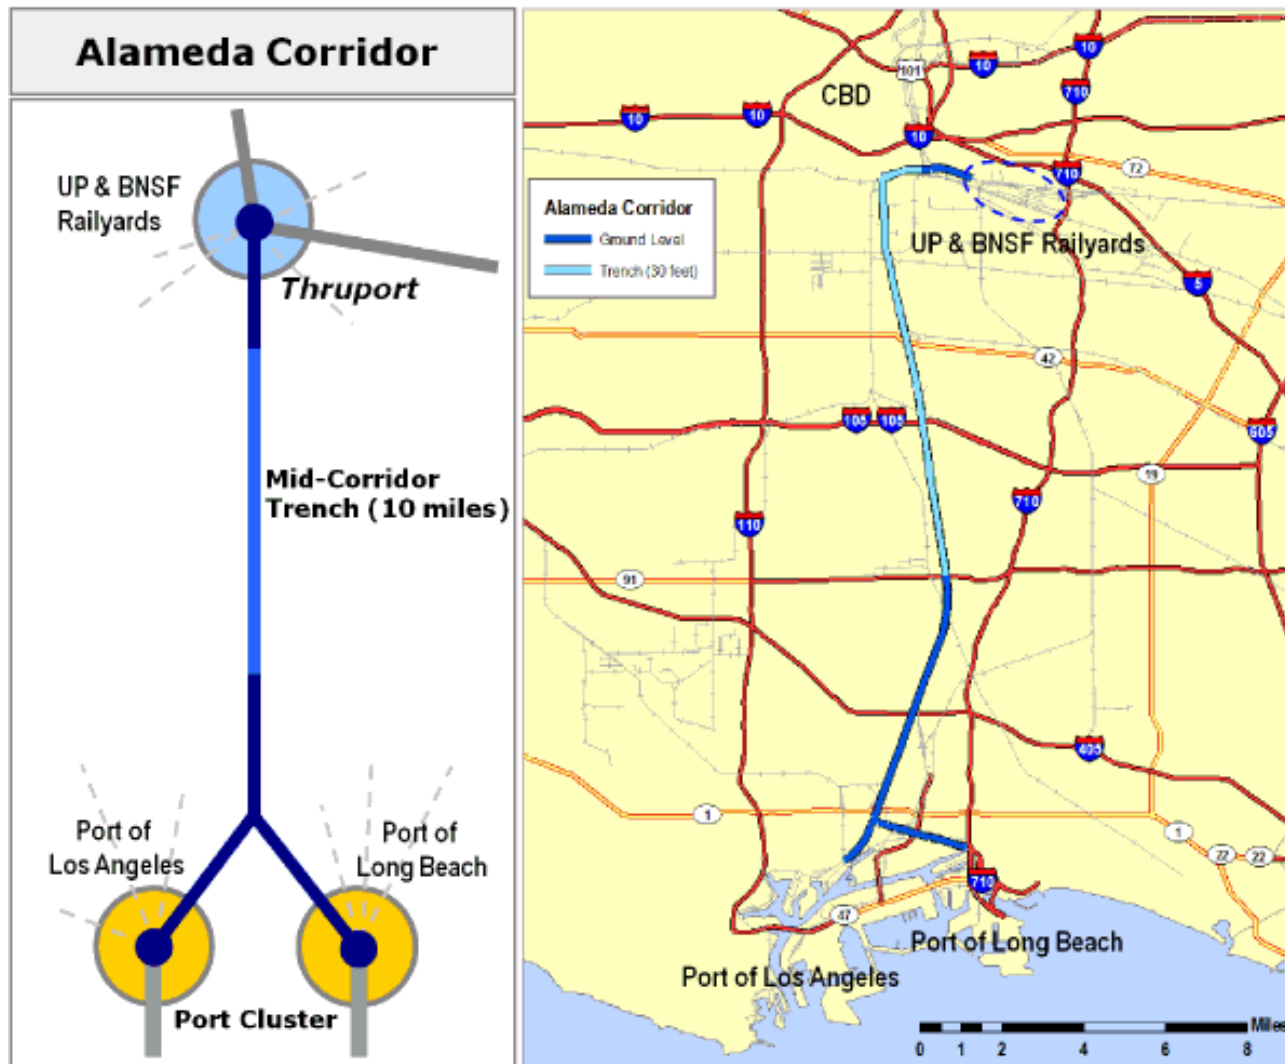 Alameda Corridor
UP & BNSF
Railyards
Thruport
Mid-Corridor
Trench (10 miles)
Port of
Los Angeles
Port of
Long Beach
Port Cluster
10
101
10
710
CBD
10
10
10
710
72
Alameda Corridor
Ground Level
Trench (30 feet)
UP & BNSF Railyards
5
42
105
105
605
19
710
110
91
405
1
1
22
22
710
47
Port of Long Beach
Port of Los Angeles
Miles
0
1
2
4
6
8